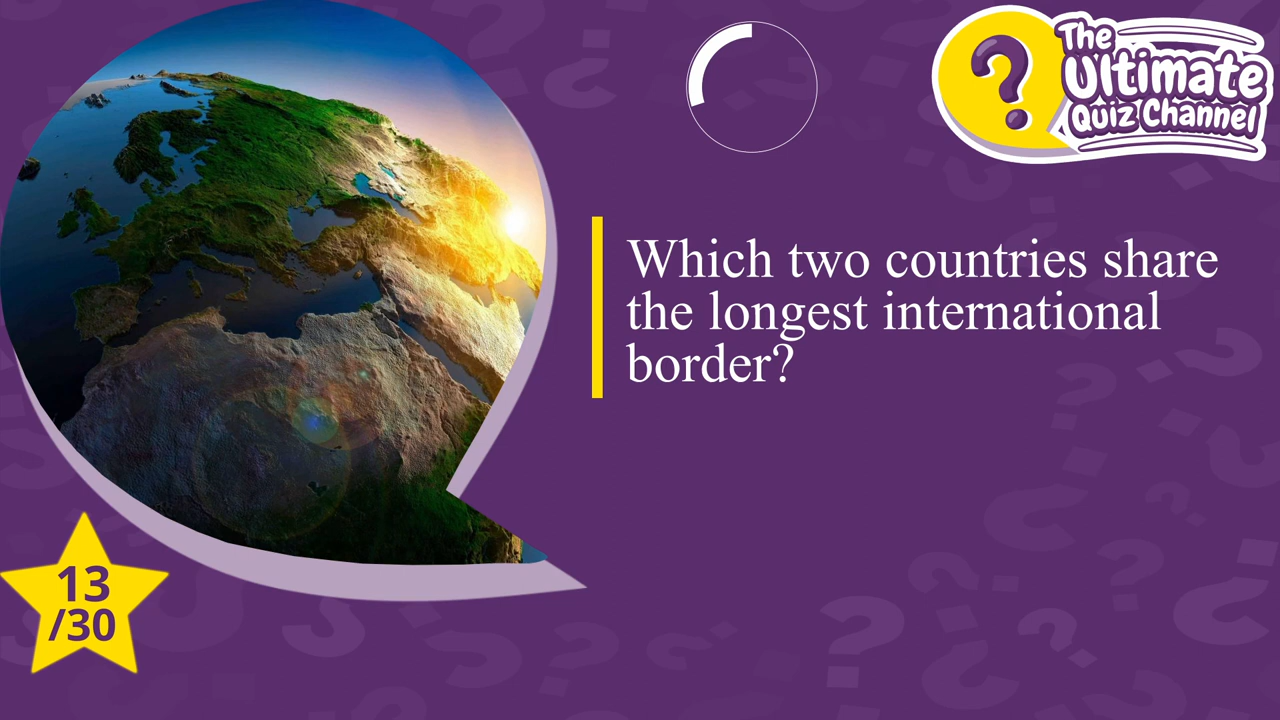 The
Ultimate
Quiz Channel
Which two countries share
the longest international
border?
13
/30